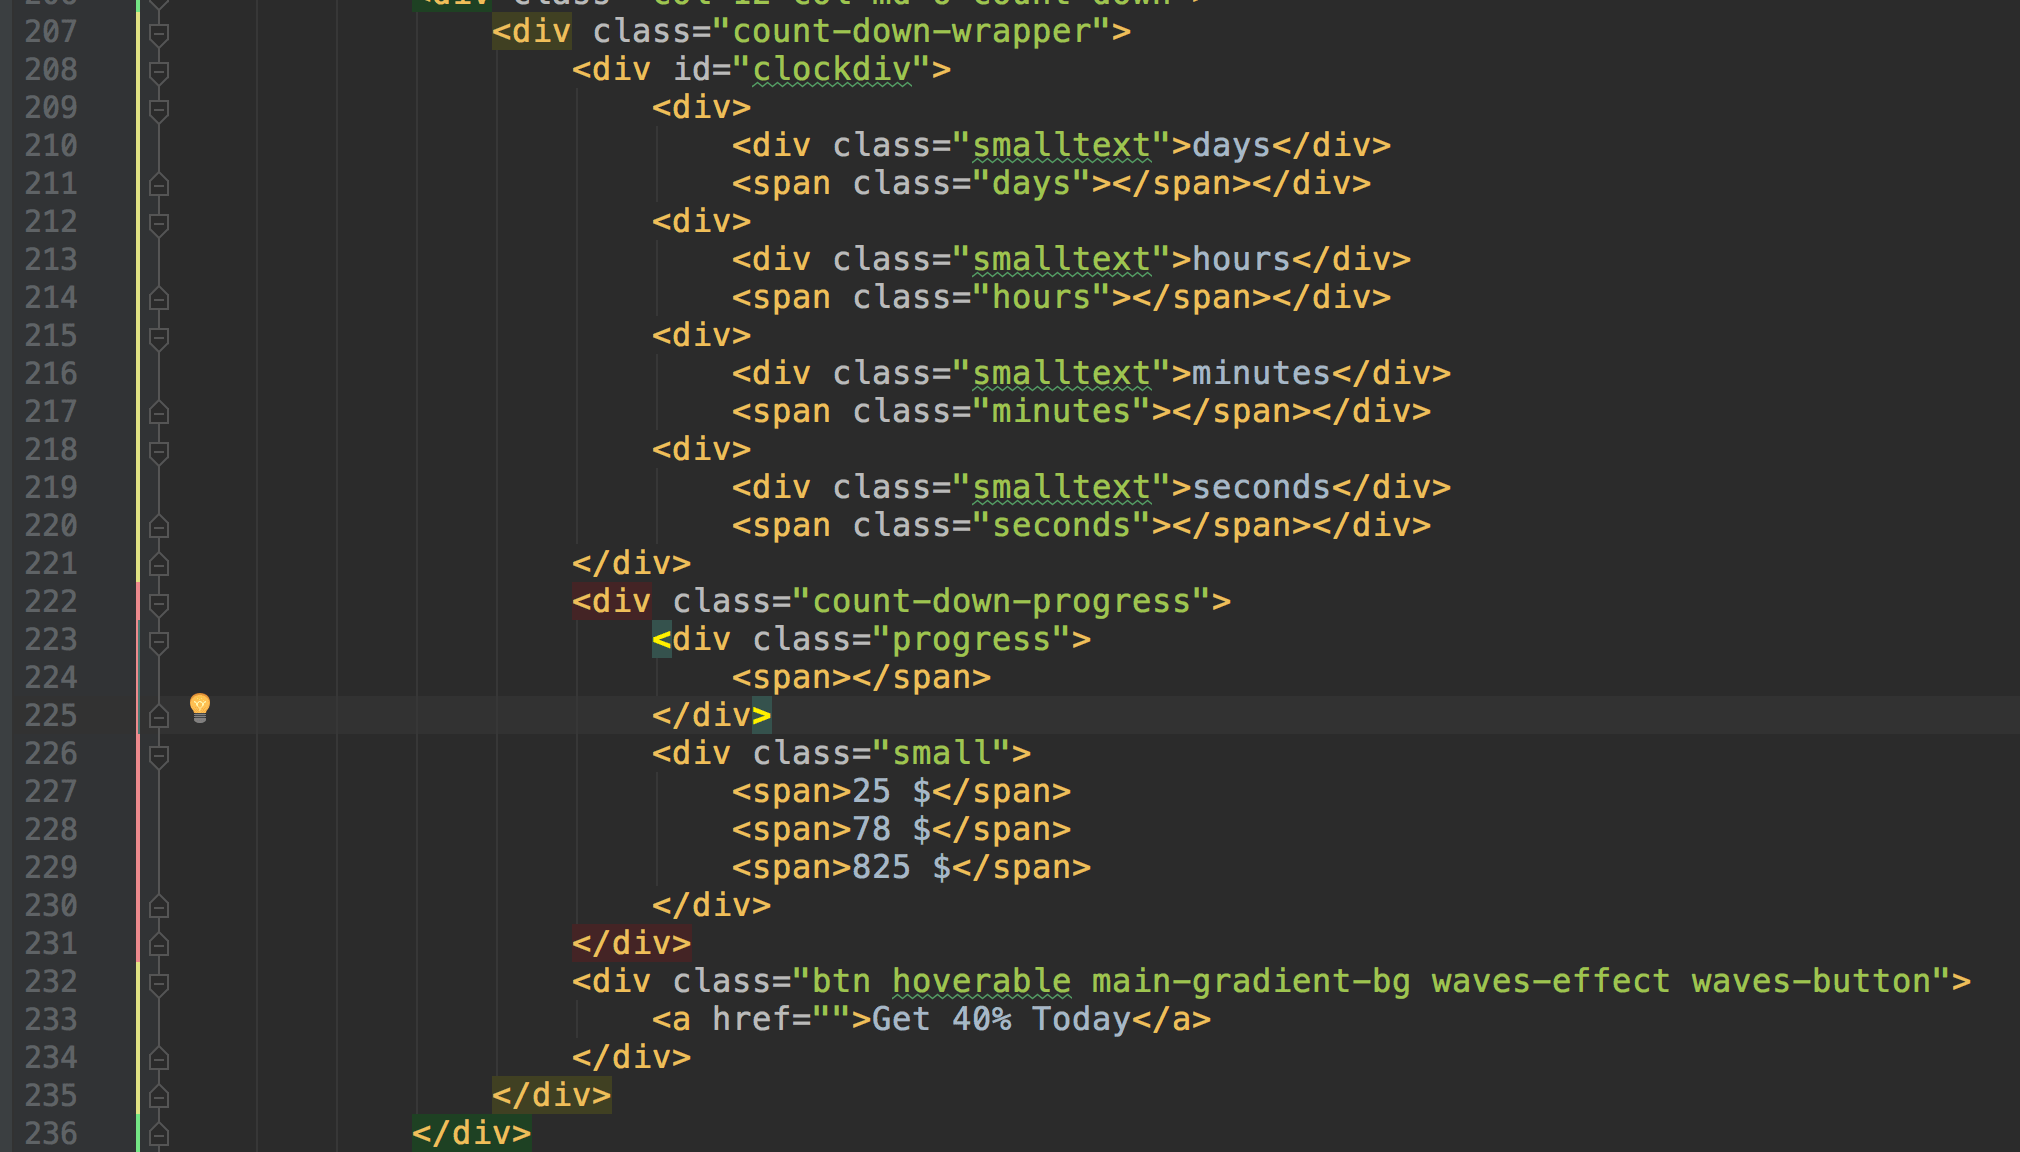 207 <div class="count-down-wrapper">
208 <div id="clockdiv">
209 <div>
210 <div class="smalltext">days</div>
211 <span class="days"></span></div>
212 <div>
213 <div class="smalltext">hours</div>
214 <span class="hours"></span></div>
215 <div>
216 <div class="smalltext">minutes</div>
217 <span class="minutes"></span></div>
218 <div>
219 <div class="smalltext">seconds</div>
220 <span class="seconds"></span></div>
221 </div>
222 <div class="count-down-progress">
223 <div class="progress">
224 <span></span>
225 </div>
226 <div class="small">
227 <span>25 $</span>
228 <span>78 $</span>
229 <span>825 $</span>
230 </div>
231 </div>
232 <div class="btn hoverable main-gradient-bg waves-effect waves-button">
233 <a href="">Get 40% Today</a>
234 </div>
235 </div>
236 </div>